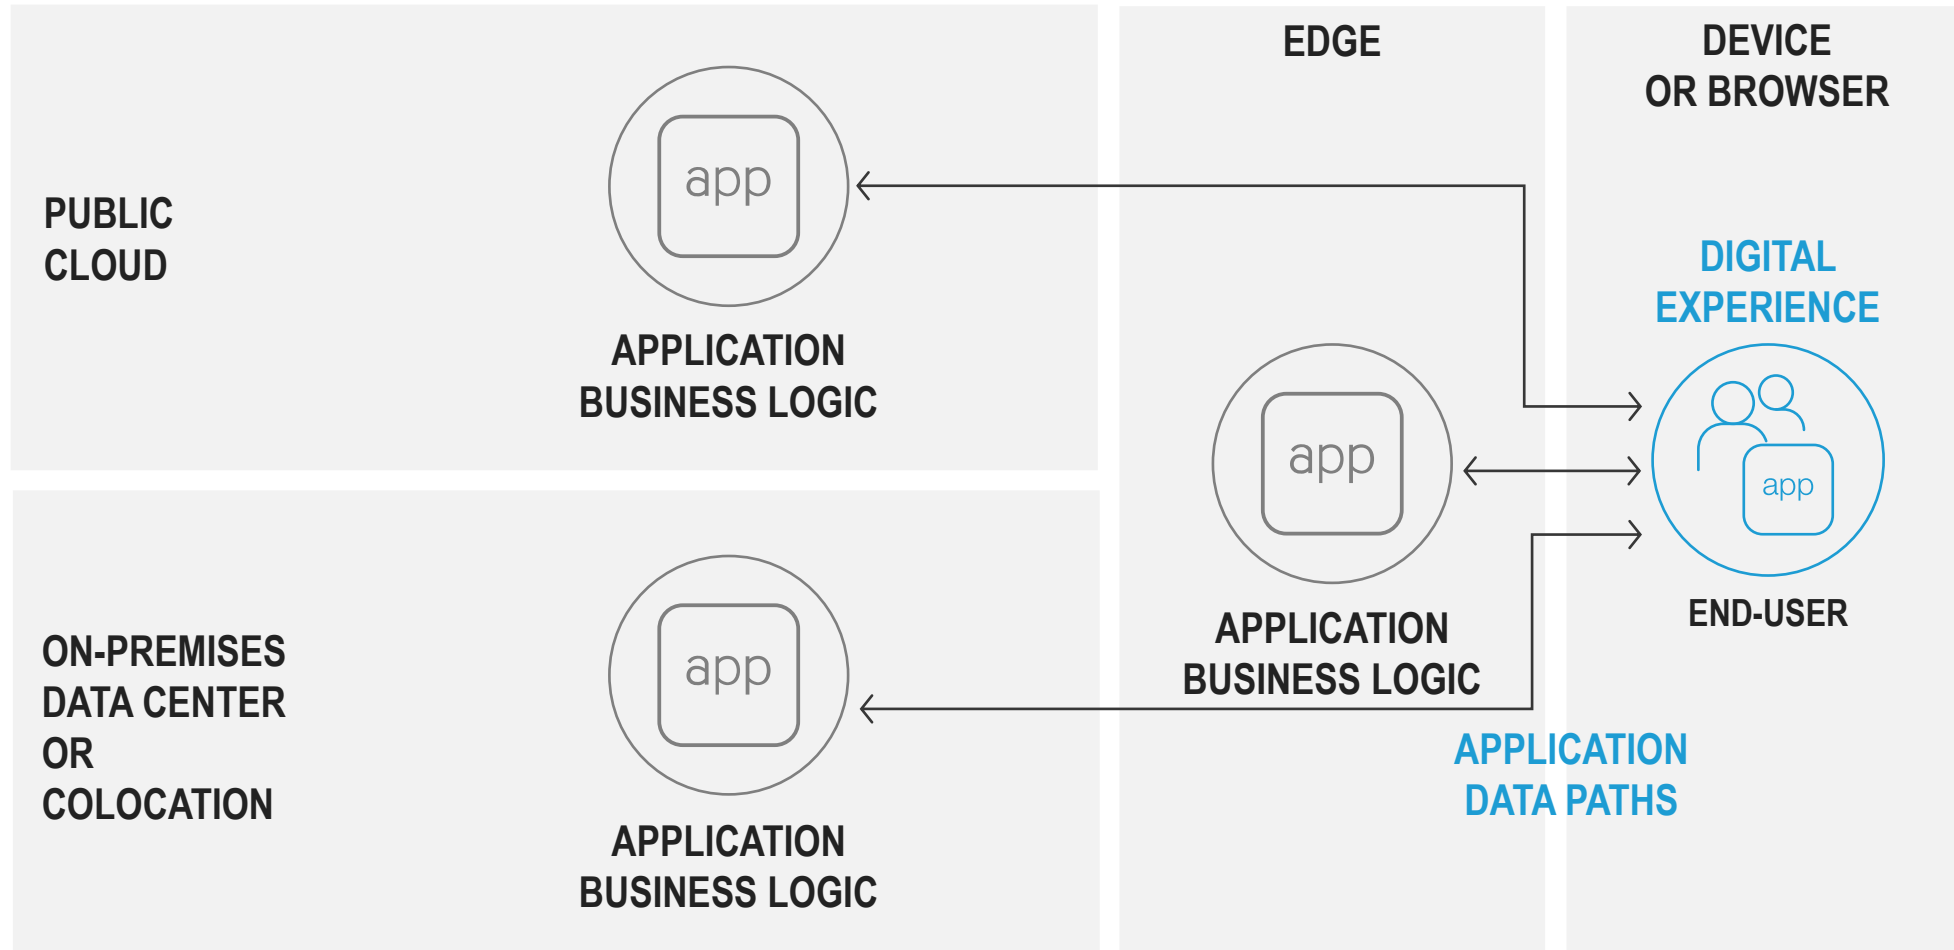 PUBLIC
CLOUD
app
APPLICATION
BUSINESS LOGIC
ON-PREMISES
DATA CENTER
OR
COLOCATION
app
APPLICATION
BUSINESS LOGIC
EDGE
app
APPLICATION
BUSINESS LOGIC
DEVICE
OR BROWSER
DIGITAL
EXPERIENCE
app
END-USER
APPLICATION
DATA PATHS